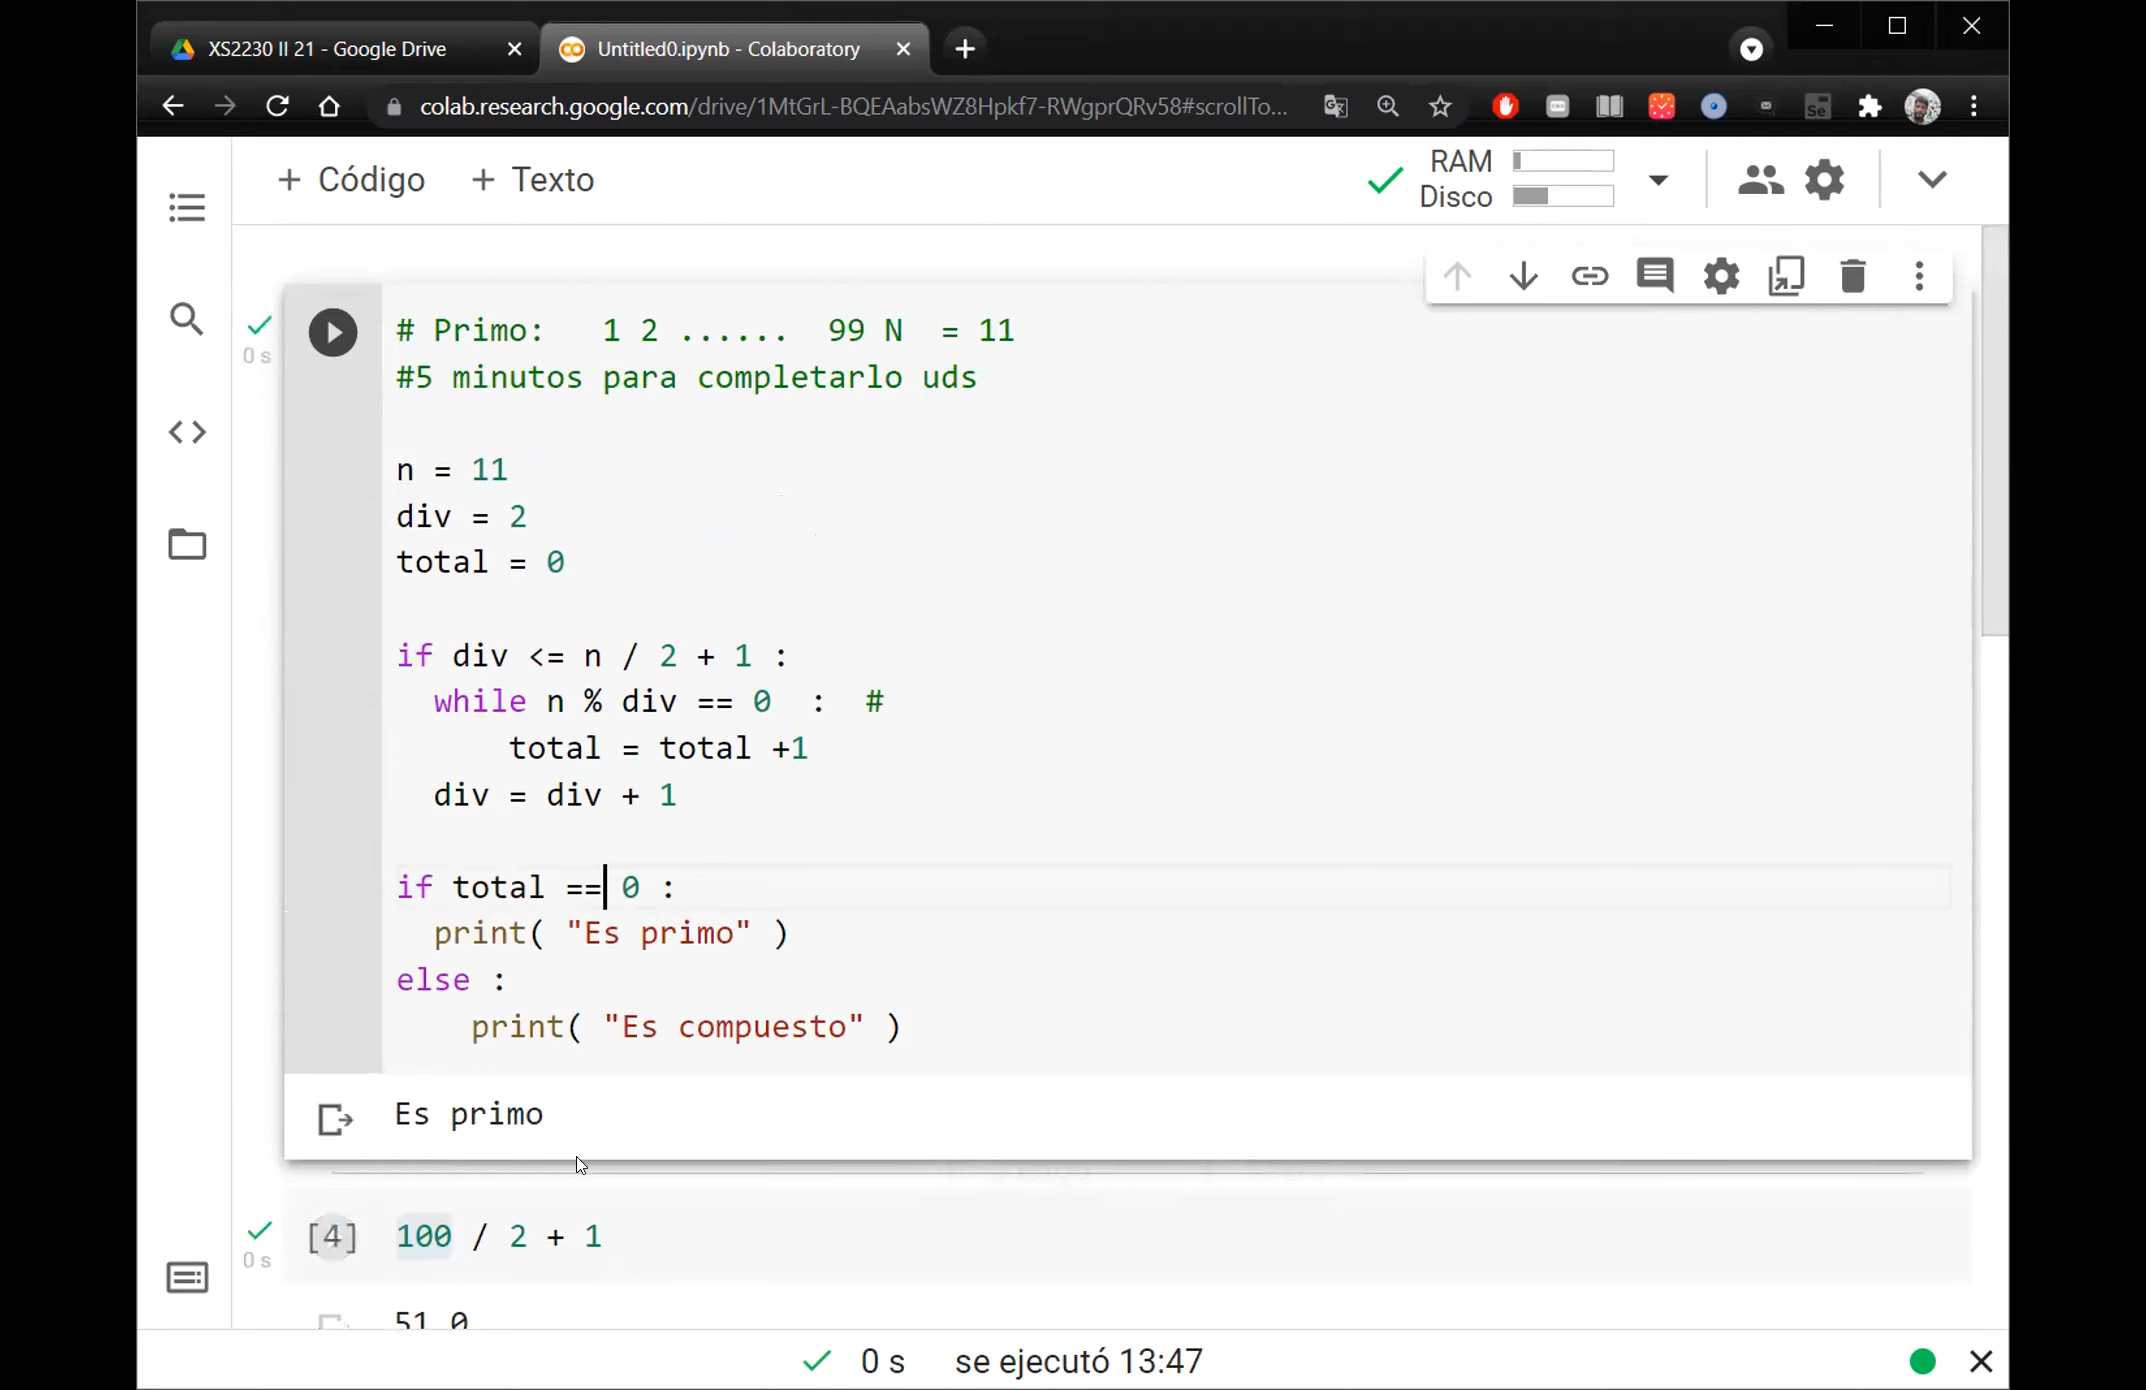 XS2230 II 21 - Google Drive
Untitled0.ipynb - Colaboratory
colab.research.google.com/drive/1MtGrL-BQEAabsWZ8Hpkf7-RWgprQRv58#scrollTo...
+ Código + Texto
RAM
Disco
0 s
# Primo:   1 2 ......  99 N  = 11
#5 minutos para completarlo uds
n = 11
div = 2
total = 0
if div <= n / 2 + 1 :
while n % div == 0  :  #
total = total +1
div = div + 1
if total == 0 :
print( "Es primo" )
else :
print( "Es compuesto" )
Es primo
[4] 100 / 2 + 1
0 s
51.0
0 s se ejecutó 13:47